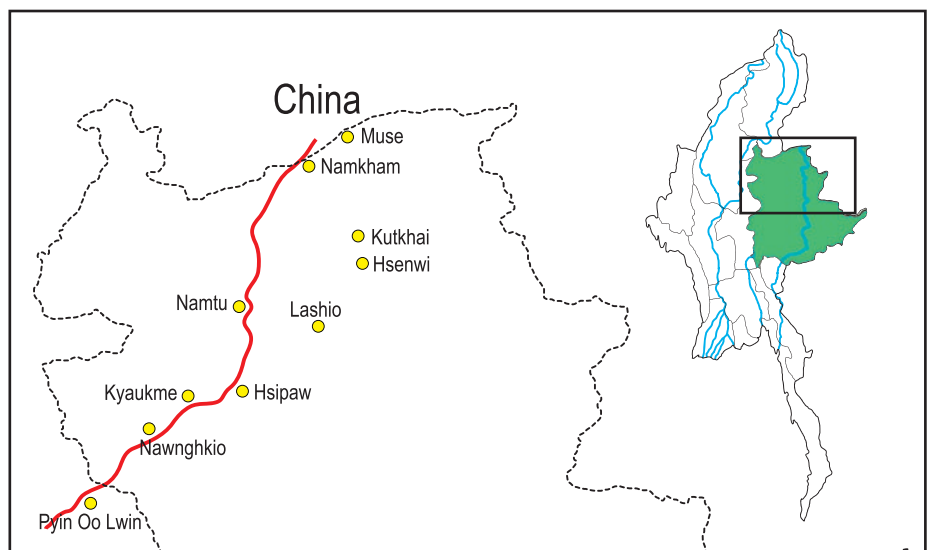 China
Muse
Namkham
Kutkhai
Hsenwi
Namtu
Lashio
Kyaukme
Hsipaw
Nawnghkio
Pyin Oo Lwin